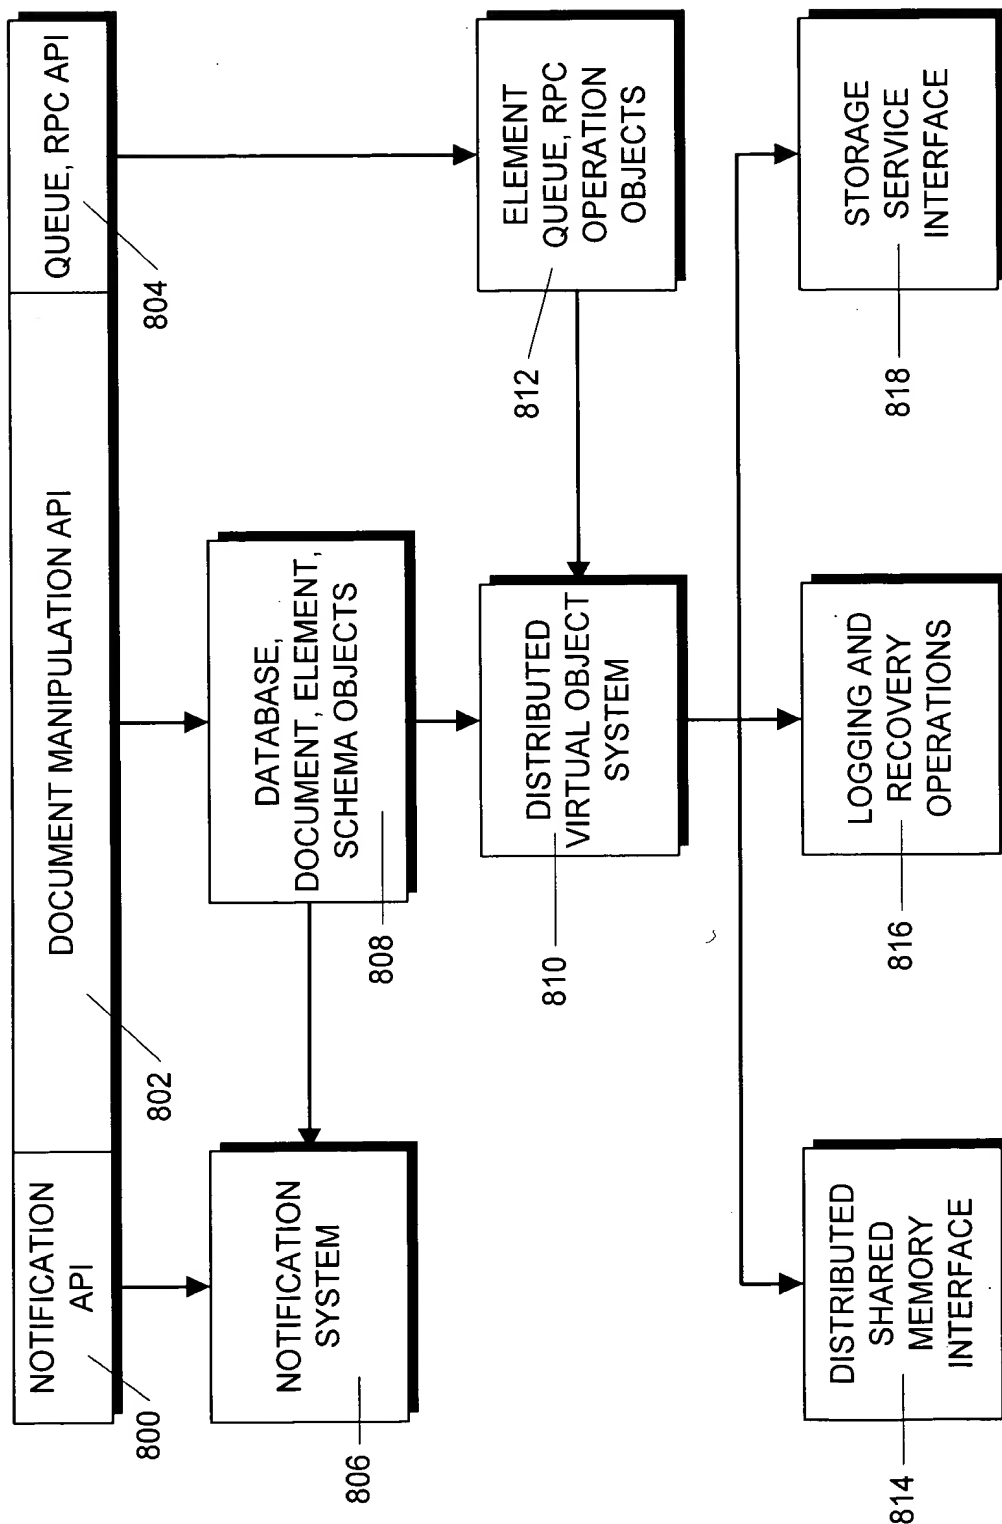 NOTIFICATION
API
DOCUMENT MANIPULATION API
QUEUE, RPC API
800
802
804
NOTIFICATION
SYSTEM
806
DATABASE,
DOCUMENT, ELEMENT,
SCHEMA OBJECTS
808
DISTRIBUTED
VIRTUAL OBJECT
SYSTEM
810
ELEMENT
QUEUE, RPC
OPERATION
OBJECTS
812
DISTRIBUTED
SHARED
MEMORY
INTERFACE
814
LOGGING AND
RECOVERY
OPERATIONS
816
STORAGE
SERVICE
INTERFACE
818